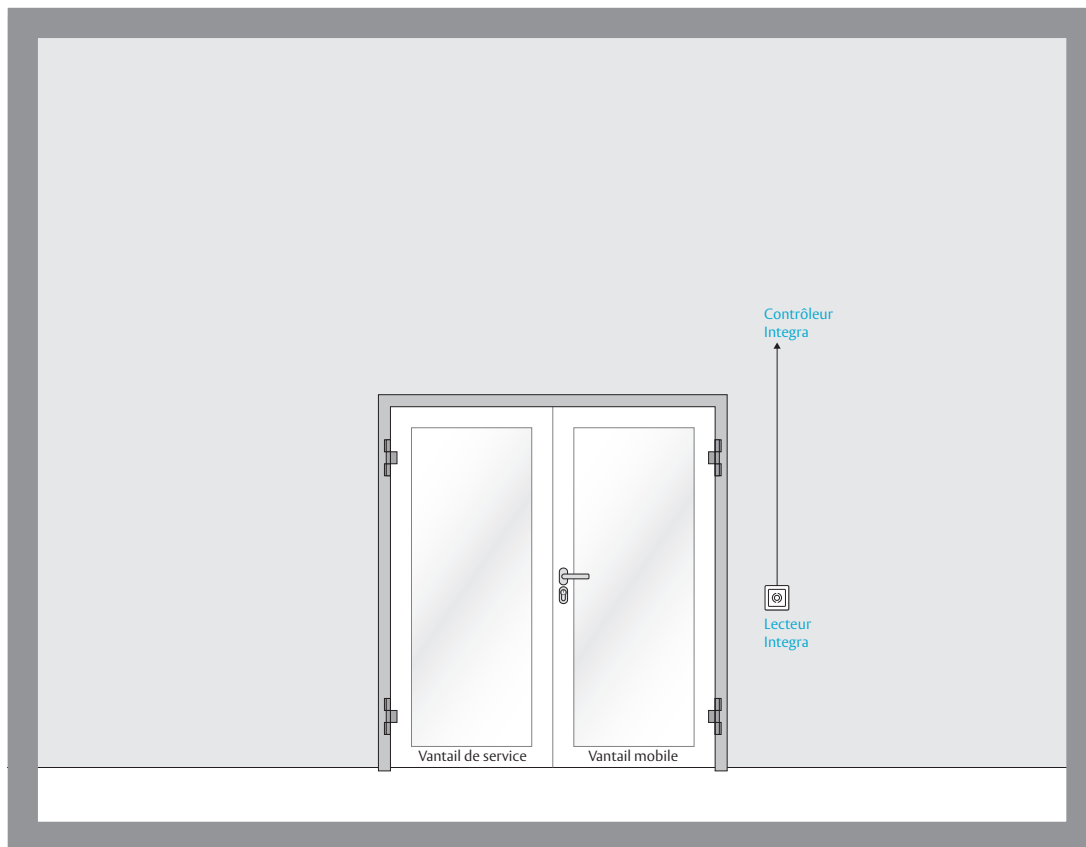 Contrôleur
Integra
Lecteur
Integra
Vantail de service
Vantail mobile